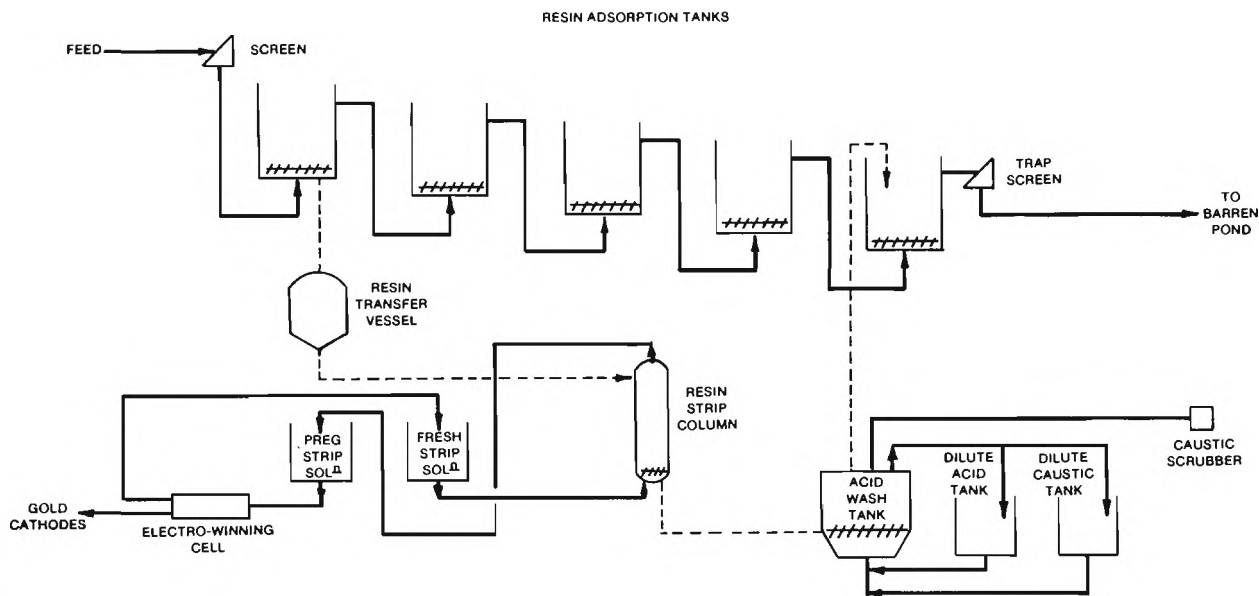 RESIN ADSORPTION TANKS
FEED
SCREEN
TRAP
SCREEN
TO
BARREN
POND
RESIN
TRANSFER
VESSEL
RESIN
STRIP
COLUMN
PREG
STRIP
SOLⁿ
FRESH
STRIP
SOLⁿ
GOLD
CATHODES
ELECTRO-WINNING
CELL
ACID
WASH
TANK
DILUTE
ACID
TANK
DILUTE
CAUSTIC
TANK
CAUSTIC
SCRUBBER